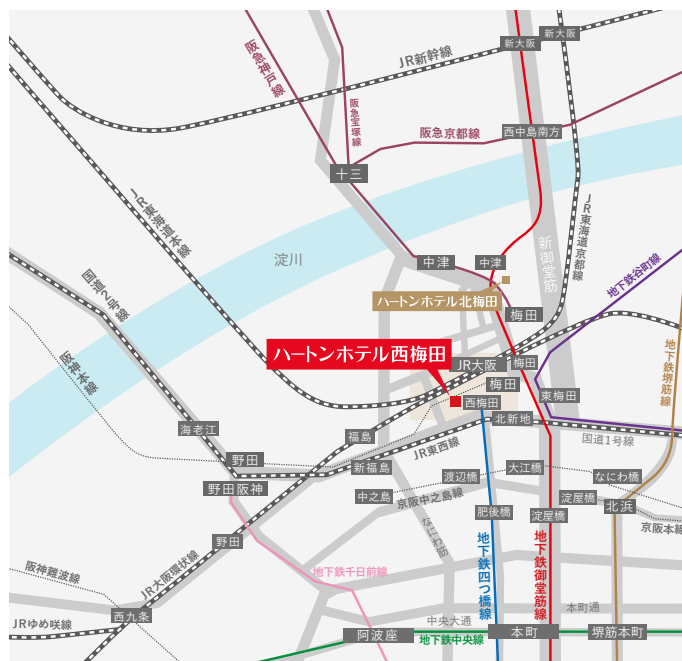 新大阪
新大阪
JR新幹線
阪急神戸線
阪急宝塚線
阪急京都線
西中島南方
十三
JR東海道本線
JR東海道京都線
新御堂筋
淀川
中津
中津
地下鉄谷町線
国道2号線
ハートンホテル北梅田
梅田
地下鉄堺筋線
阪神本線
ハートンホテル西梅田
JR大阪
梅田
梅田
東梅田
西梅田
北新地
海老江
福島
国道1号線
JR東西線
野田
新福島
大江橋
渡辺橋
なにわ橋
野田阪神
中之島
京阪中之島線
淀屋橋
北浜
肥後橋
淀屋橋
京阪本線
なにわ筋
野田
地下鉄四つ橋線
地下鉄御堂筋線
阪神難波線
JR大阪環状線
地下鉄千日前線
西九条
本町通
JRゆめ咲線
中央大通
阿波座
本町
堺筋本町
地下鉄中央線